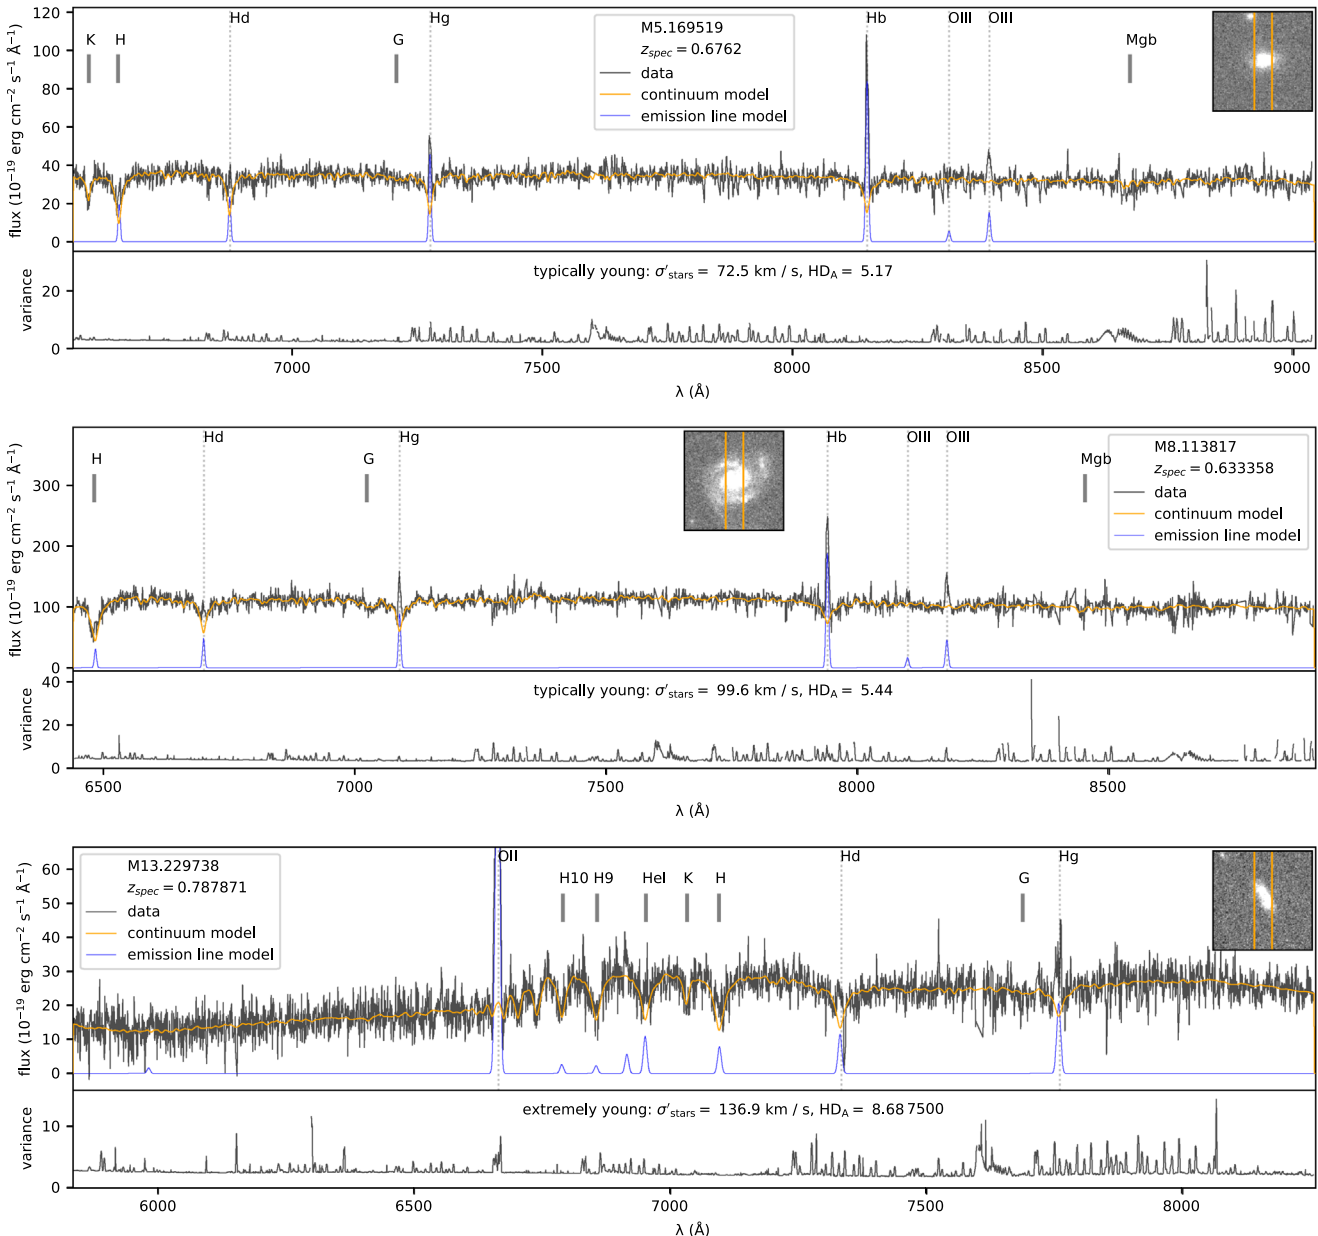 Hd Hg Hb OIII OIII
K H G Mgb
M5.169519
z_spec = 0.6762
data
continuum model
emission line model
120
100
80
60
40
20
0
flux (10⁻¹⁹ erg cm⁻² s⁻¹ Å⁻¹)
typically young: σ′stars = 72.5 km / s, HD_A = 5.17
20
0
variance
7000 7500 8000 8500 9000
λ (Å)
Hd Hg Hb OIII OIII
H G Mgb
M8.113817
z_spec = 0.633358
data
continuum model
emission line model
300
200
100
0
flux (10⁻¹⁹ erg cm⁻² s⁻¹ Å⁻¹)
typically young: σ′stars = 99.6 km / s, HD_A = 5.44
40
20
0
variance
6500 7000 7500 8000 8500
λ (Å)
OII Hd Hg
H10 H9 HeI K H G
M13.229738
z_spec = 0.787871
data
continuum model
emission line model
60
50
40
30
20
10
0
flux (10⁻¹⁹ erg cm⁻² s⁻¹ Å⁻¹)
extremely young: σ′stars = 136.9 km / s, HD_A = 8.687500
10
0
variance
6000 6500 7000 7500 8000
λ (Å)